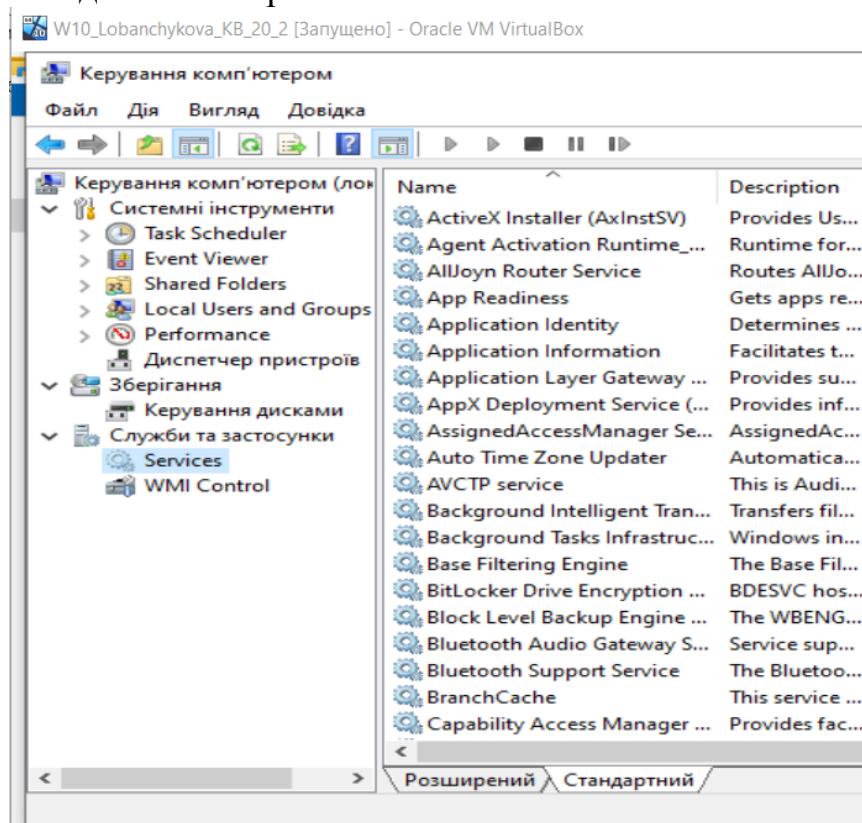 W10_Lobanchykova_KB_20_2 [Запущено] - Oracle VM VirtualBox
Керування комп'ютером
Файл Дія Вигляд Довідка
Керування комп'ютером (лок
Системні інструменти
Task Scheduler
Event Viewer
Shared Folders
Local Users and Groups
Performance
Диспетчер пристроїв
Зберігання
Керування дисками
Служби та застосунки
Services
WMI Control
Name Description
ActiveX Installer (AxInstSV) Provides Us...
Agent Activation Runtime_... Runtime for...
AllJoyn Router Service Routes AllJo...
App Readiness Gets apps re...
Application Identity Determines ...
Application Information Facilitates t...
Application Layer Gateway ... Provides su...
AppX Deployment Service (... Provides inf...
AssignedAccessManager Se... AssignedAc...
Auto Time Zone Updater Automatica...
AVCTP service This is Audi...
Background Intelligent Tran... Transfers fil...
Background Tasks Infrastruc... Windows in...
Base Filtering Engine The Base Fil...
BitLocker Drive Encryption ... BDESVC hos...
Block Level Backup Engine ... The WBENG...
Bluetooth Audio Gateway S... Service sup...
Bluetooth Support Service The Bluetoo...
BranchCache This service ...
Capability Access Manager ... Provides fac...
Розширений Стандартний